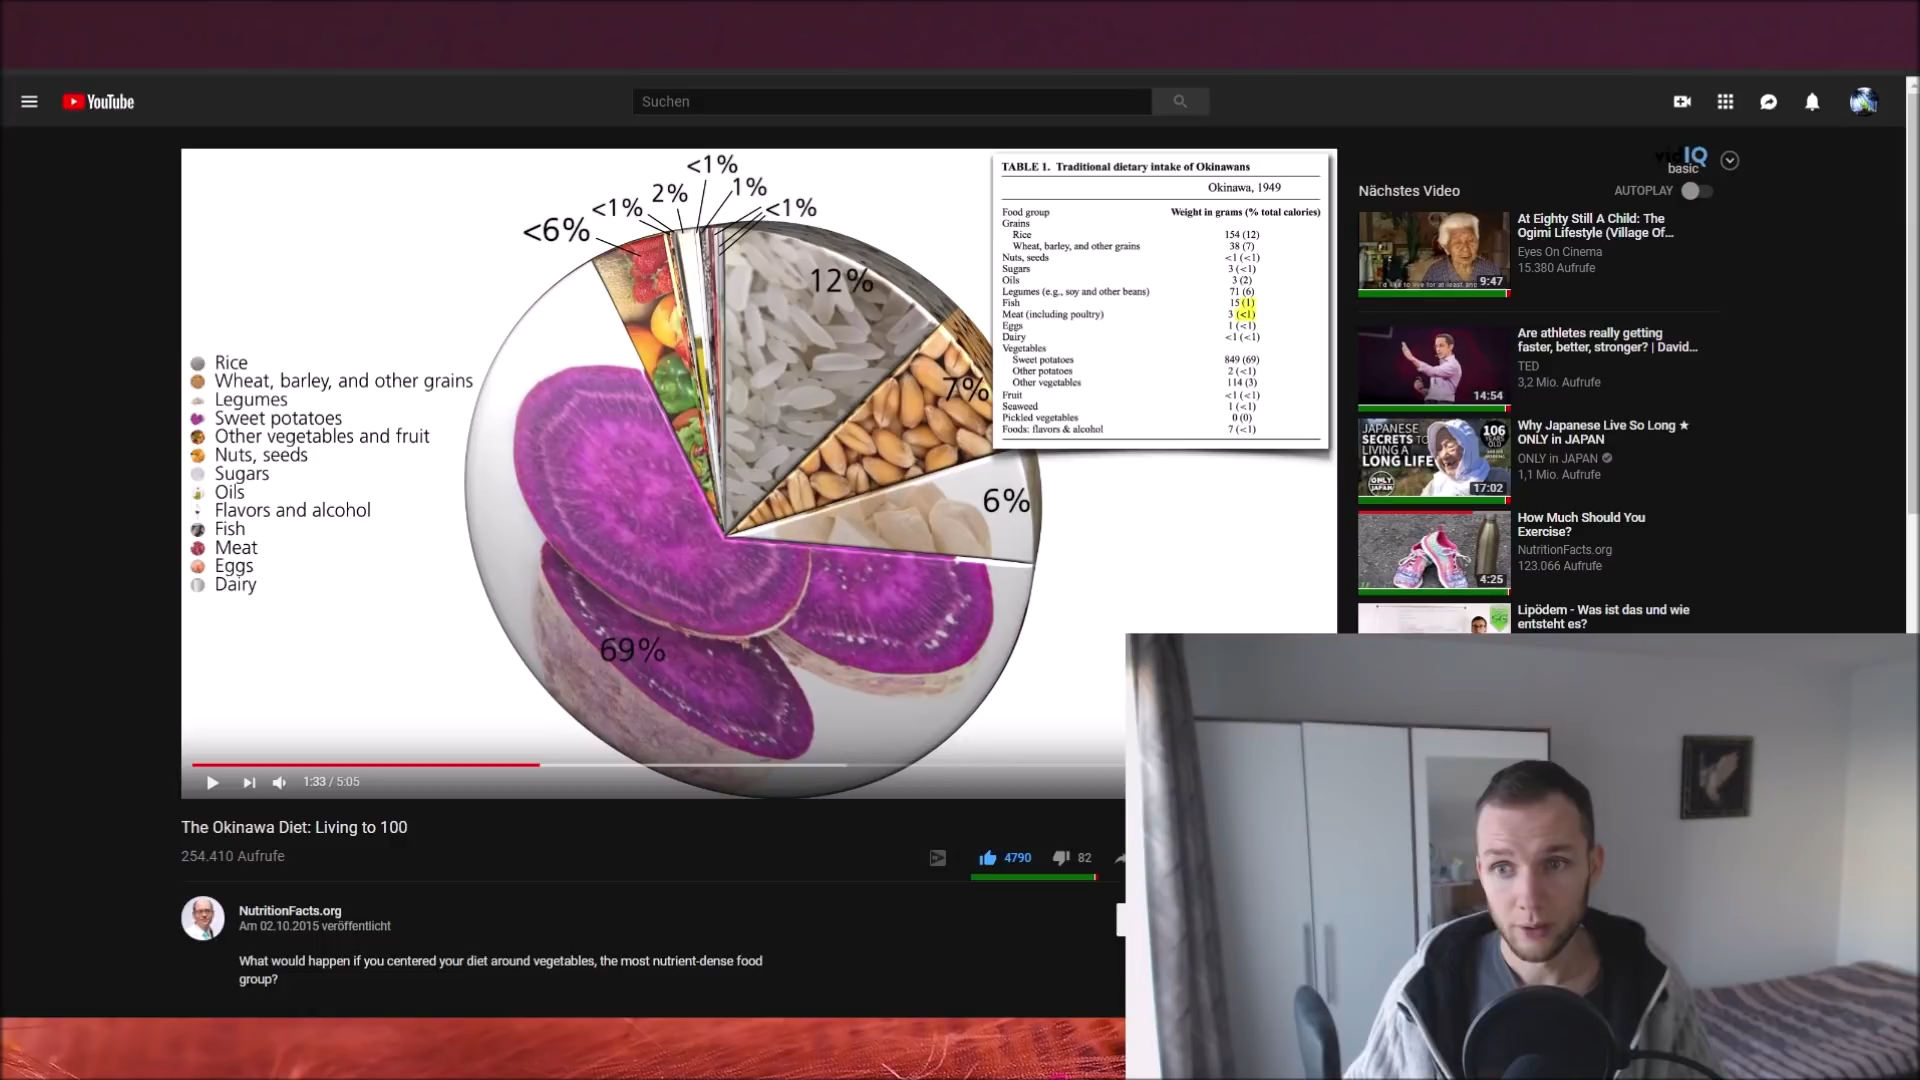 YouTube
Suchen
<1%
<1%
2%
1%
<1%
<6%
12%
7%
6%
69%
Rice
Wheat, barley, and other grains
Legumes
Sweet potatoes
Other vegetables and fruit
Nuts, seeds
Sugars
Oils
Flavors and alcohol
Fish
Meat
Eggs
Dairy
TABLE 1. Traditional dietary intake of Okinawans
Okinawa, 1949
Food group Weight in grams (% total calories)
Grains
Rice 154 (12)
Wheat, barley, and other grains 38 (7)
Nuts, seeds <1 (<1)
Sugars 3 (<1)
Oils 3 (2)
Legumes (e.g., soy and other beans) 71 (6)
Fish 15 (1)
Meat (including poultry) 3 (<1)
Eggs 1 (<1)
Dairy <1 (<1)
Vegetables
Sweet potatoes 849 (69)
Other potatoes 2 (<1)
Other vegetables 114 (3)
Fruit <1 (<1)
Seaweed 1 (<1)
Pickled vegetables 0 (0)
Foods: flavors & alcohol 7 (<1)
1:33 / 5:05
The Okinawa Diet: Living to 100
254.410 Aufrufe
4790
82
NutritionFacts.org
Am 02.10.2015 veröffentlicht
What would happen if you centered your diet around vegetables, the most nutrient-dense food
group?
vidIQ
basic
Nächstes Video
AUTOPLAY
9:47
At Eighty Still A Child: The
Ogimi Lifestyle (Village Of...
Eyes On Cinema
15.380 Aufrufe
14:54
Are athletes really getting
faster, better, stronger? | David...
TED
3,2 Mio. Aufrufe
JAPANESE
SECRETS TO
LIVING A
LONG LIFE
106
YEARS
OLD
ONLY
in
JAPAN
17:02
Why Japanese Live So Long ★
ONLY in JAPAN
ONLY in JAPAN
1,1 Mio. Aufrufe
4:25
How Much Should You
Exercise?
NutritionFacts.org
123.066 Aufrufe
Lipödem - Was ist das und wie
entsteht es?